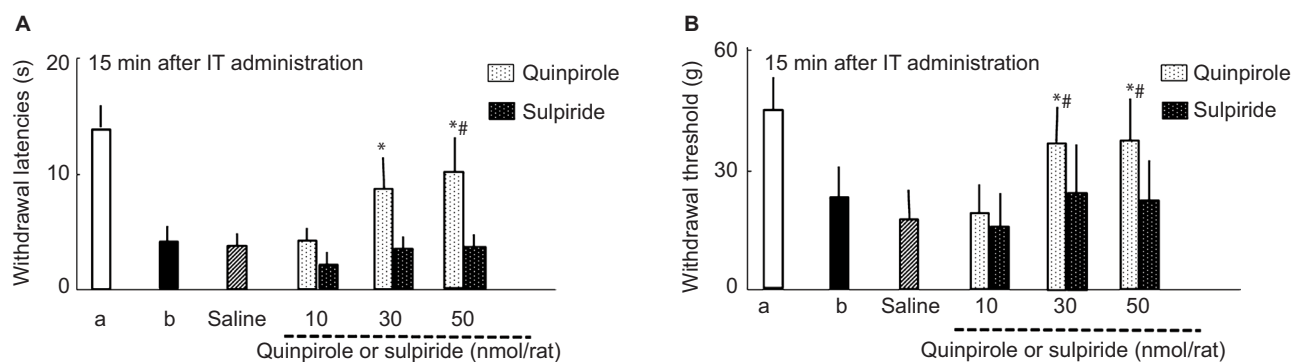 A
Withdrawal latencies (s)
20
10
0
15 min after IT administration
Quinpirole
Sulpiride
*
*#
a b Saline 10 30 50
Quinpirole or sulpiride (nmol/rat)
B
Withdrawal threshold (g)
60
30
0
15 min after IT administration
Quinpirole
Sulpiride
*#
*#
a b Saline 10 30 50
Quinpirole or sulpiride (nmol/rat)